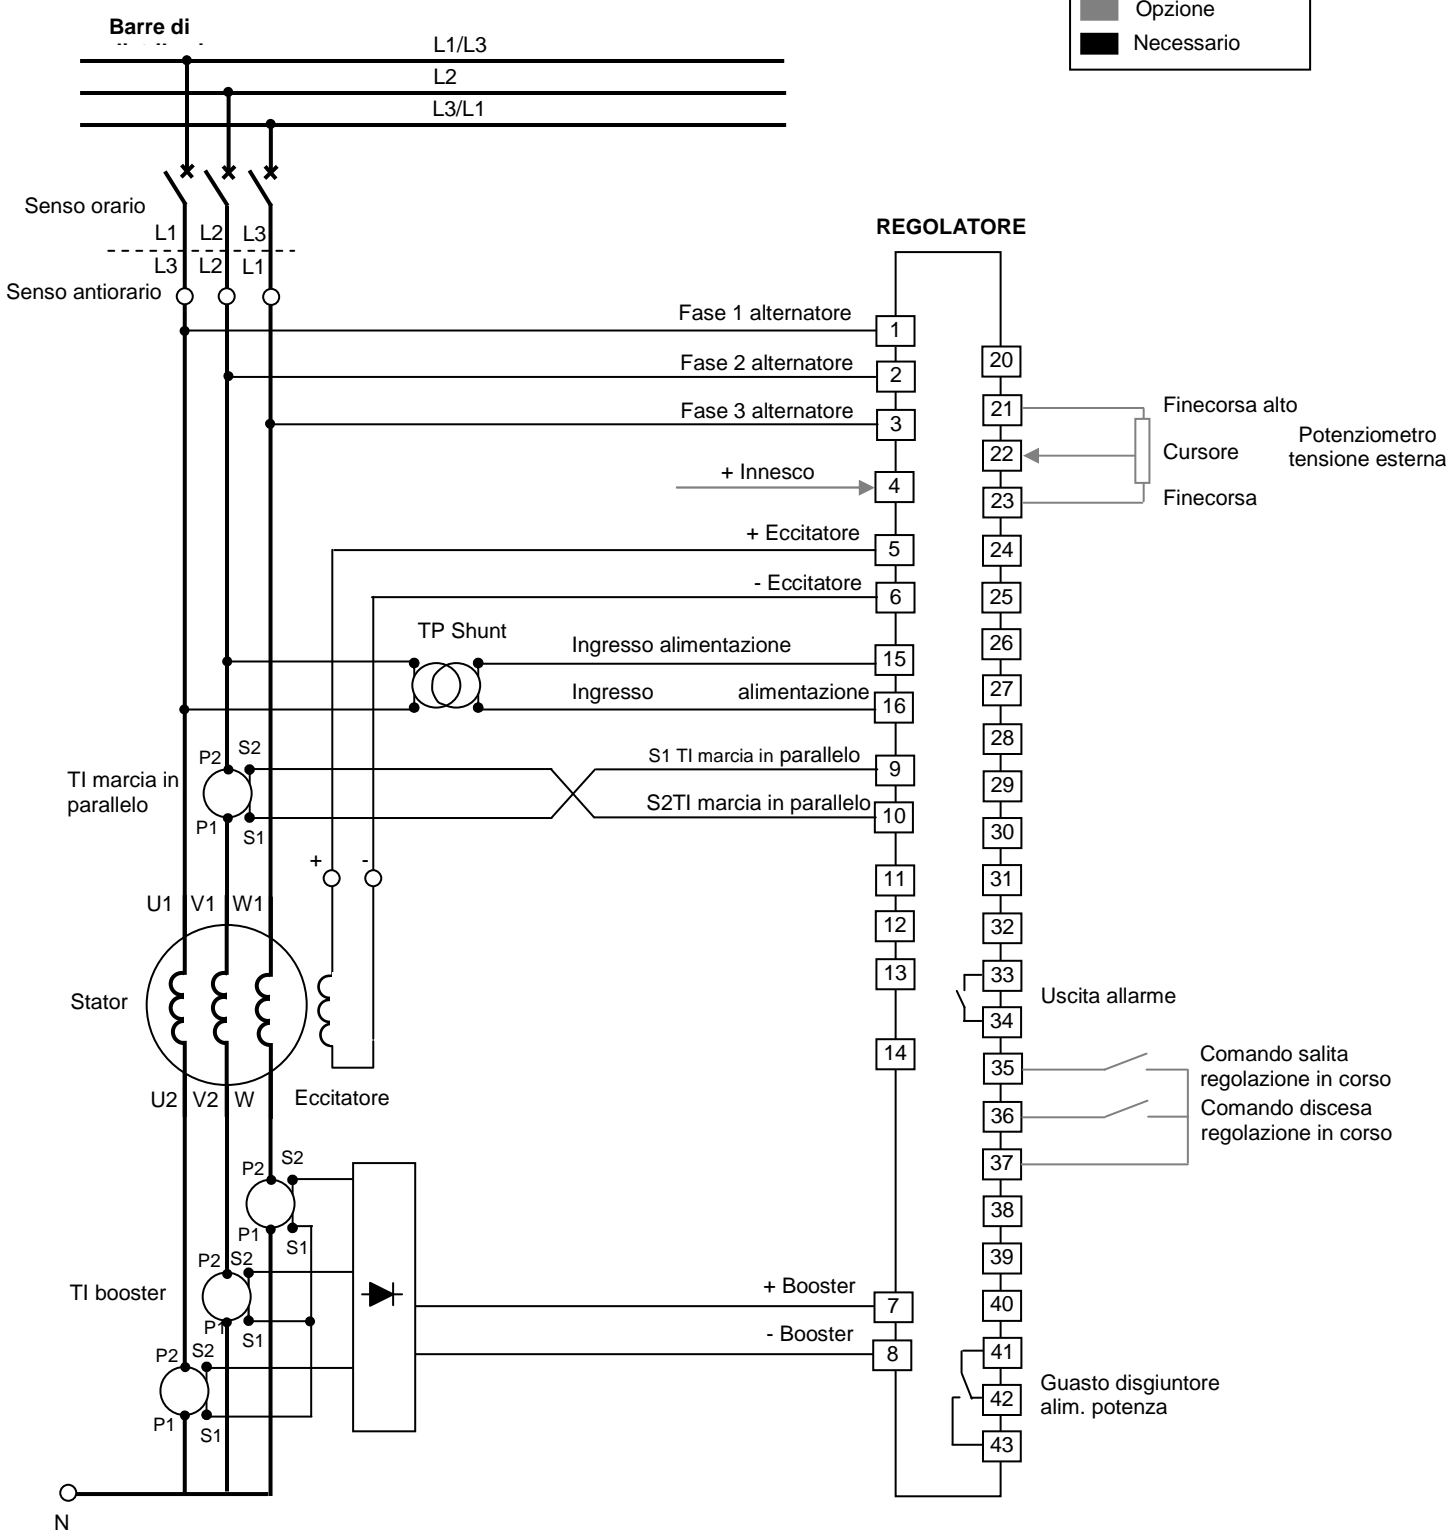 Opzione
Necessario
Barre di
L1/L3
L2
L3/L1
Senso orario
L1 L2 L3
L3 L2 L1
Senso antiorario
REGOLATORE
Fase 1 alternatore
1
Fase 2 alternatore
2
Fase 3 alternatore
3
+ Innesco
4
+ Eccitatore
5
- Eccitatore
6
TP Shunt
Ingresso alimentazione
15
Ingresso alimentazione
16
S1 TI marcia in parallelo
9
S2TI marcia in parallelo
10
11
12
13
14
+ Booster
7
- Booster
8
20
21
22
23
24
25
26
27
28
29
30
31
32
33
34
35
36
37
38
39
40
41
42
43
Finecorsa alto
Cursore
Finecorsa
Potenziometro
tensione esterna
Uscita allarme
Comando salita
regolazione in corso
Comando discesa
regolazione in corso
Guasto disgiuntore
alim. potenza
TI marcia in
parallelo
P2 S2
P1 S1
+ -
U1 V1 W1
Stator
U2 V2 W
Eccitatore
P2 S2
P1 S1
TI booster
P2 S2
P1 S1
P2 S2
P1 S1
N